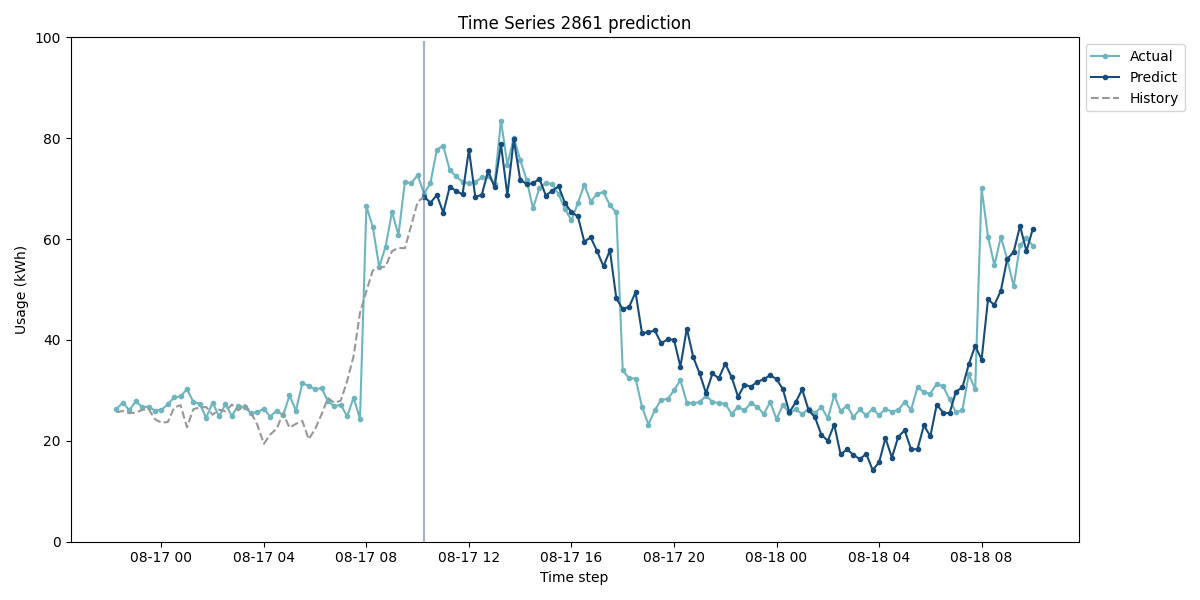 Time Series 2861 prediction
100
80
60
40
20
0
Usage (kWh)
08-17 00 08-17 04 08-17 08 08-17 12 08-17 16 08-17 20 08-18 00 08-18 04 08-18 08
Time step
Actual
Predict
History